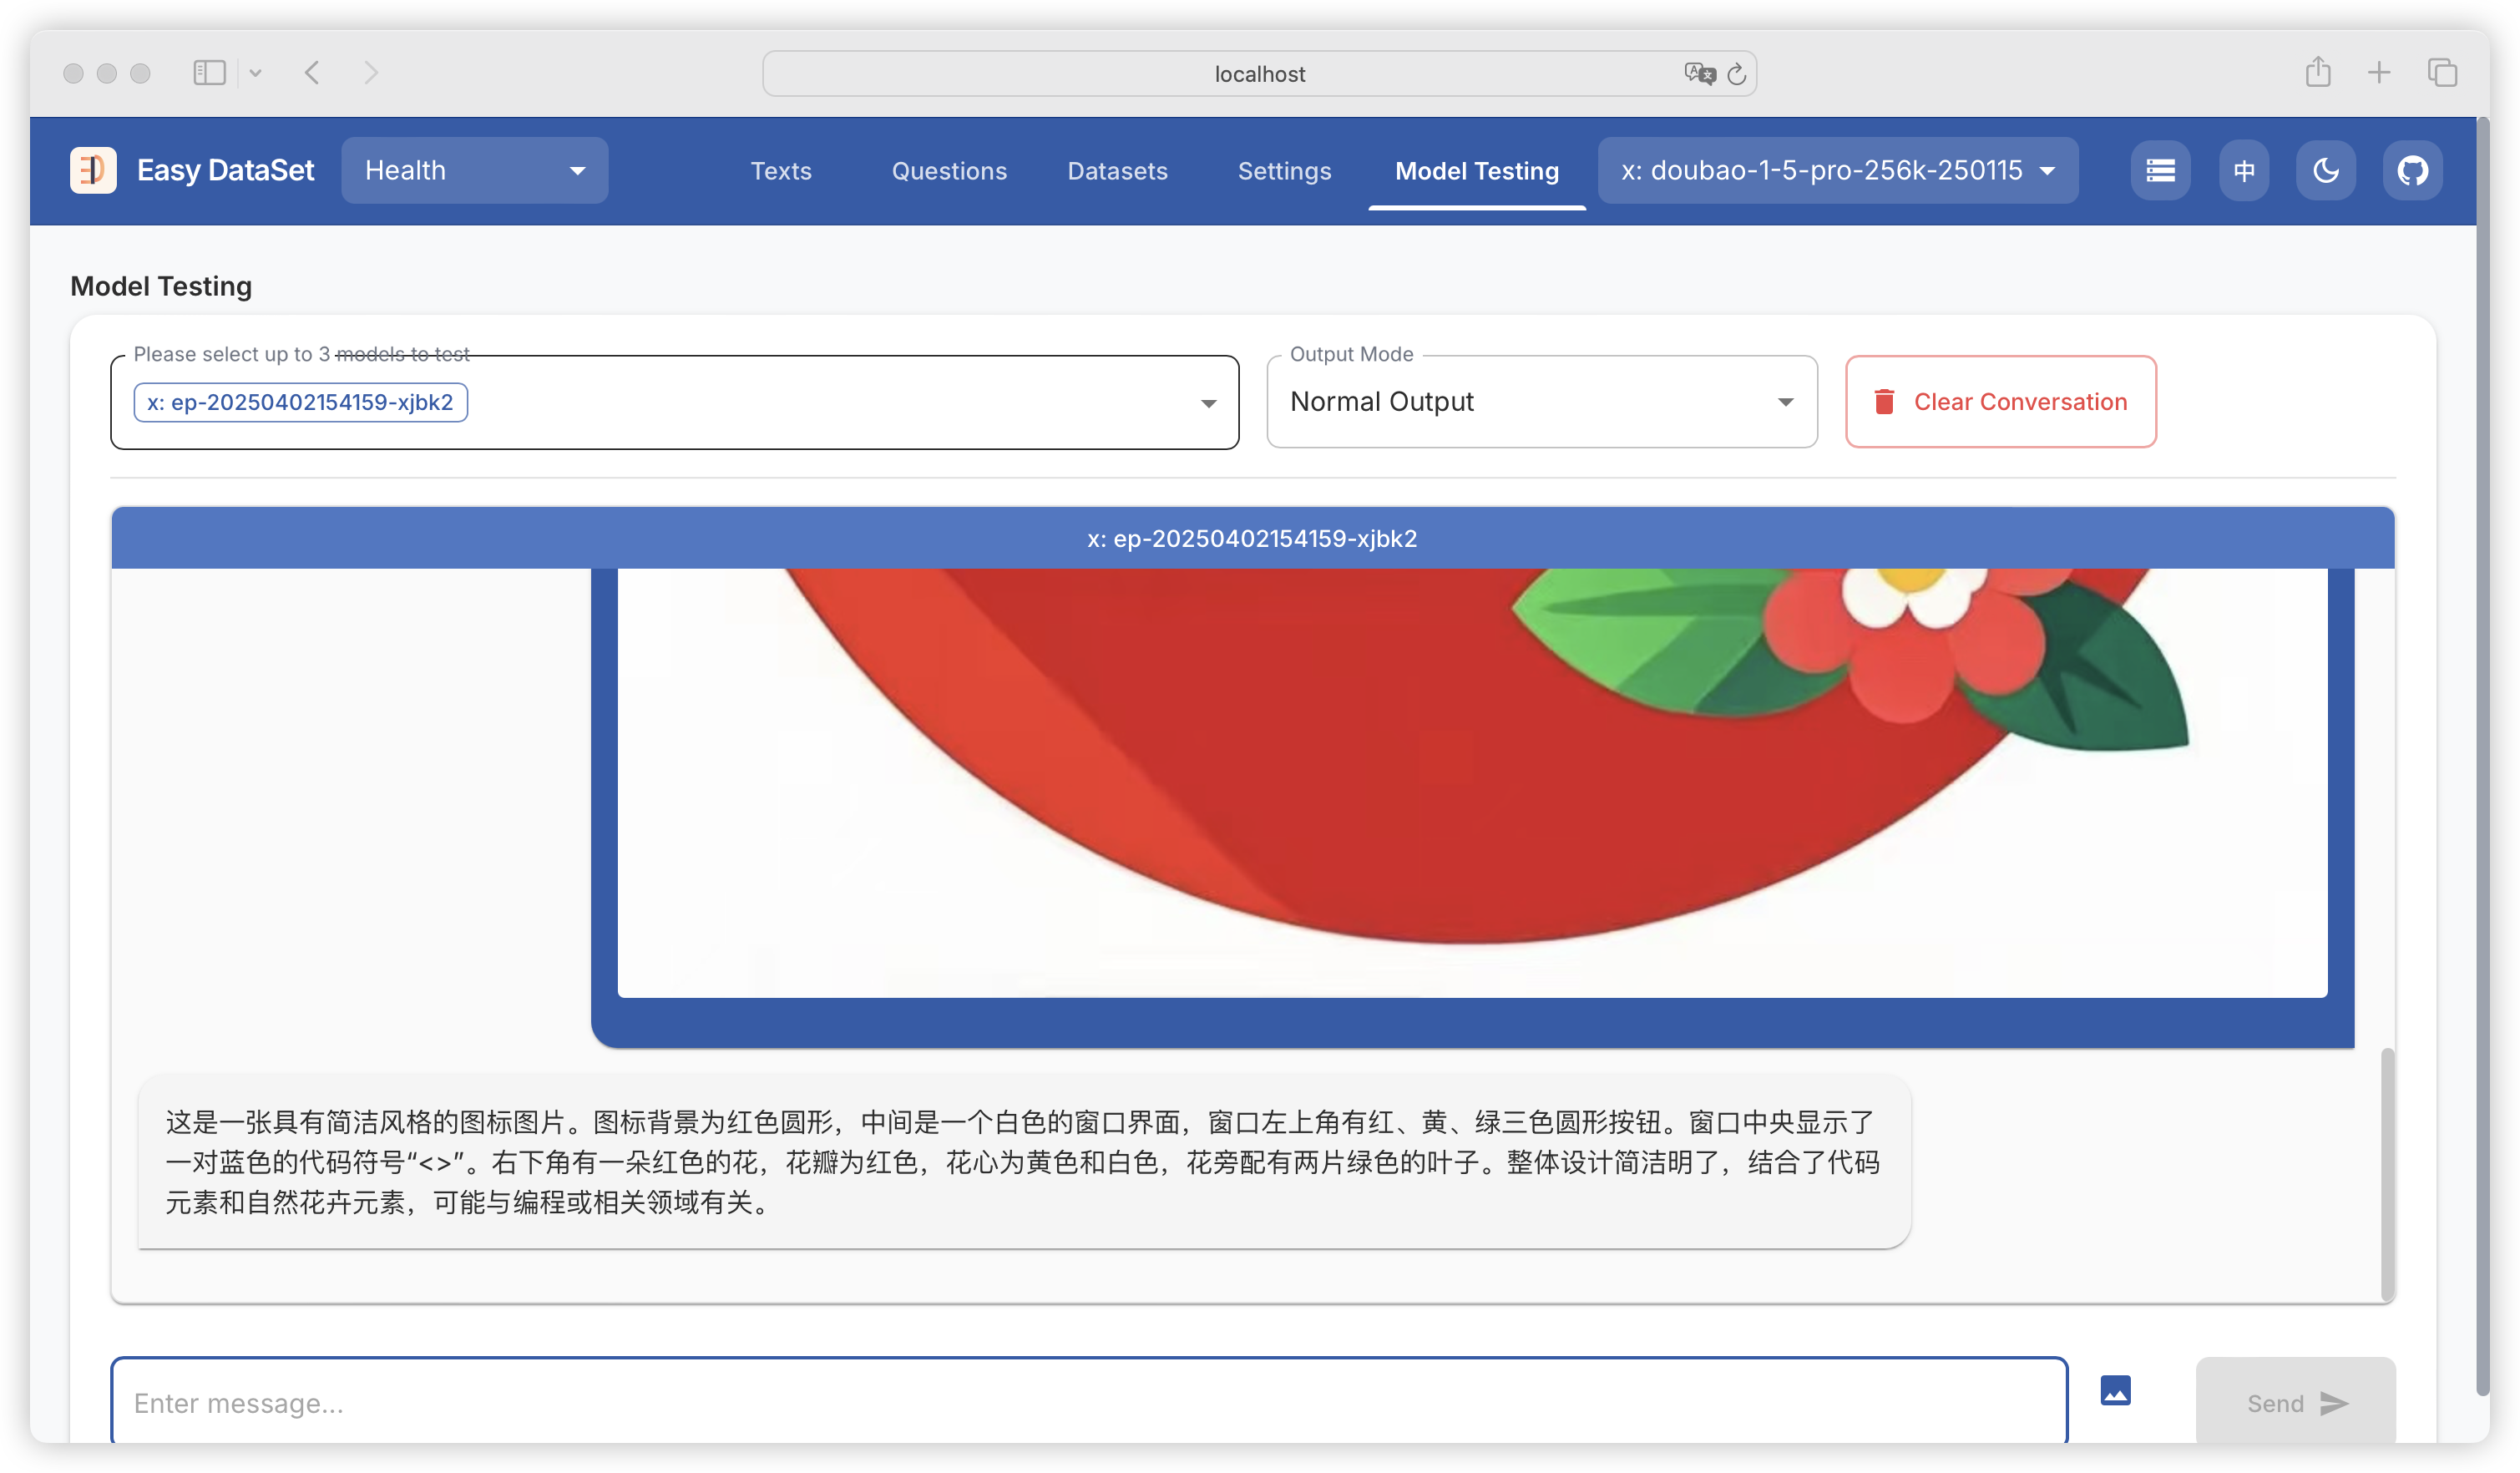 localhost
Easy DataSet
Health
Texts
Questions
Datasets
Settings
Model Testing
x: doubao-1-5-pro-256k-250115
中
Model Testing
Please select up to 3 models to test
x: ep-20250402154159-xjbk2
Output Mode
Normal Output
Clear Conversation
x: ep-20250402154159-xjbk2
这是一张具有简洁风格的图标图片。图标背景为红色圆形，中间是一个白色的窗口界面，窗口左上角有红、黄、绿三色圆形按钮。窗口中央显示了
一对蓝色的代码符号“<>”。右下角有一朵红色的花，花瓣为红色，花心为黄色和白色，花旁配有两片绿色的叶子。整体设计简洁明了，结合了代码
元素和自然花卉元素，可能与编程或相关领域有关。
Enter message...
Send